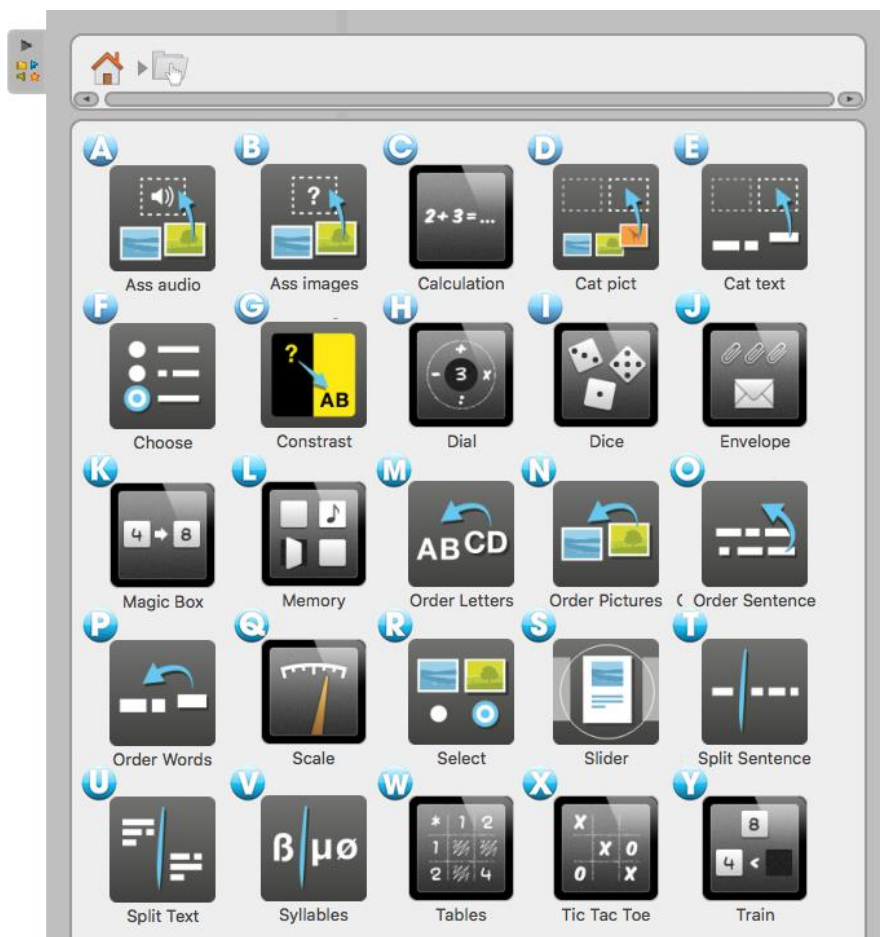 A B C D E
?
2+3=...
Ass audio Ass images Calculation Cat pict Cat text
F G H I J
? AB
+ - 3 x :
Choose Constrast Dial Dice Envelope
K L M N O
4 8
AB CD
Magic Box Memory Order Letters Order Pictures ( Order Sentence
P Q R S T
Order Words Scale Select Slider Split Sentence
U V W X Y
ß μø
* 1 2
1
2 4
X
X O
O X
8
4 <
Split Text Syllables Tables Tic Tac Toe Train